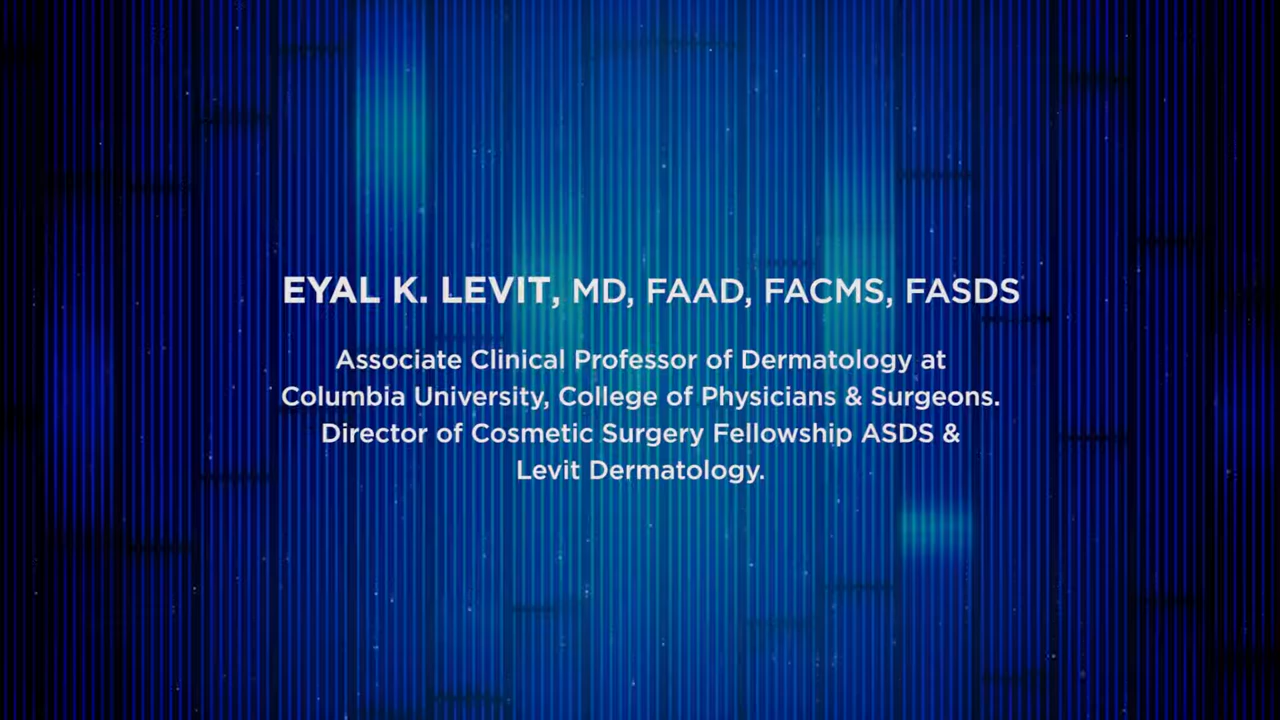 EYAL K. LEVIT, MD, FAAD, FACMS, FASDS
Associate Clinical Professor of Dermatology at
Columbia University, College of Physicians & Surgeons.
Director of Cosmetic Surgery Fellowship ASDS &
Levit Dermatology.